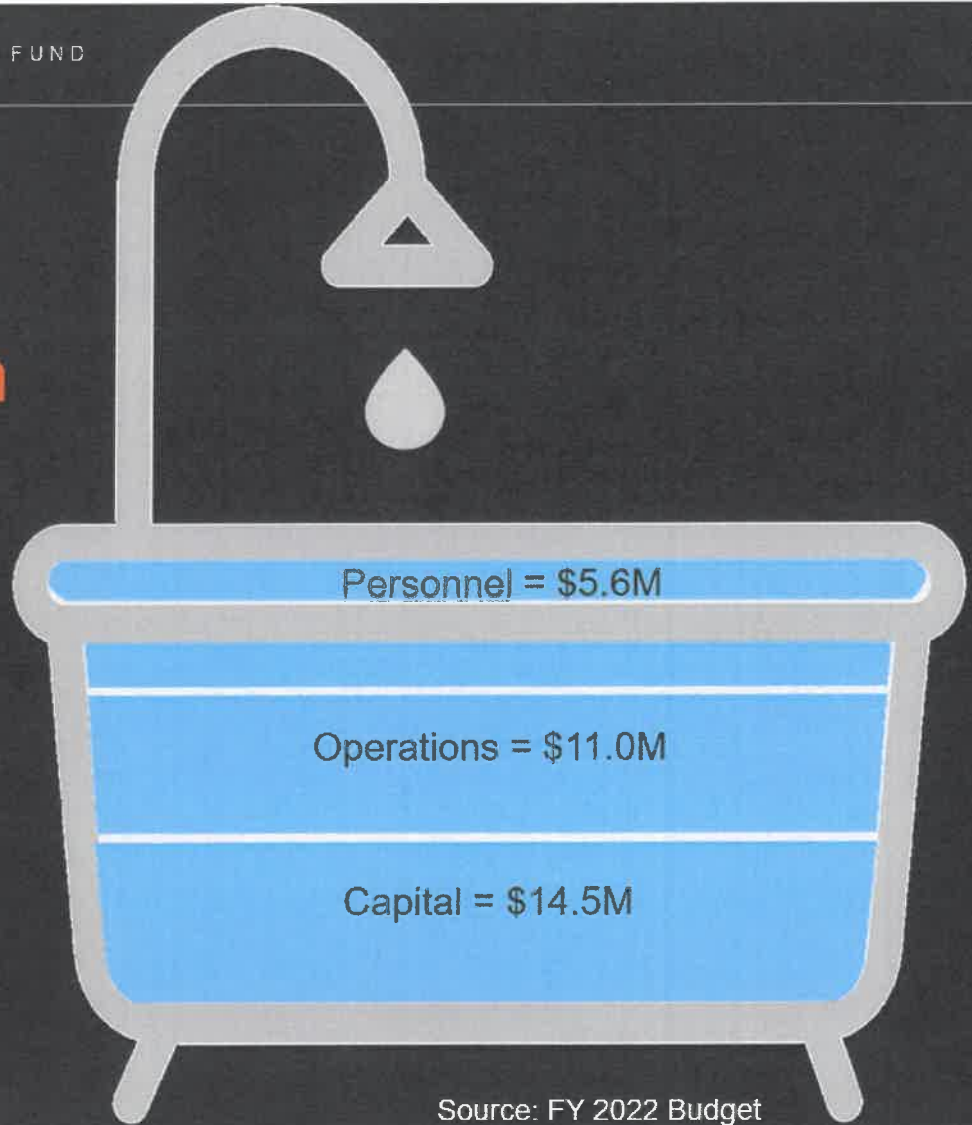 FUND
Personnel = $5.6M
Operations = $11.0M
Capital = $14.5M
Source: FY 2022 Budget